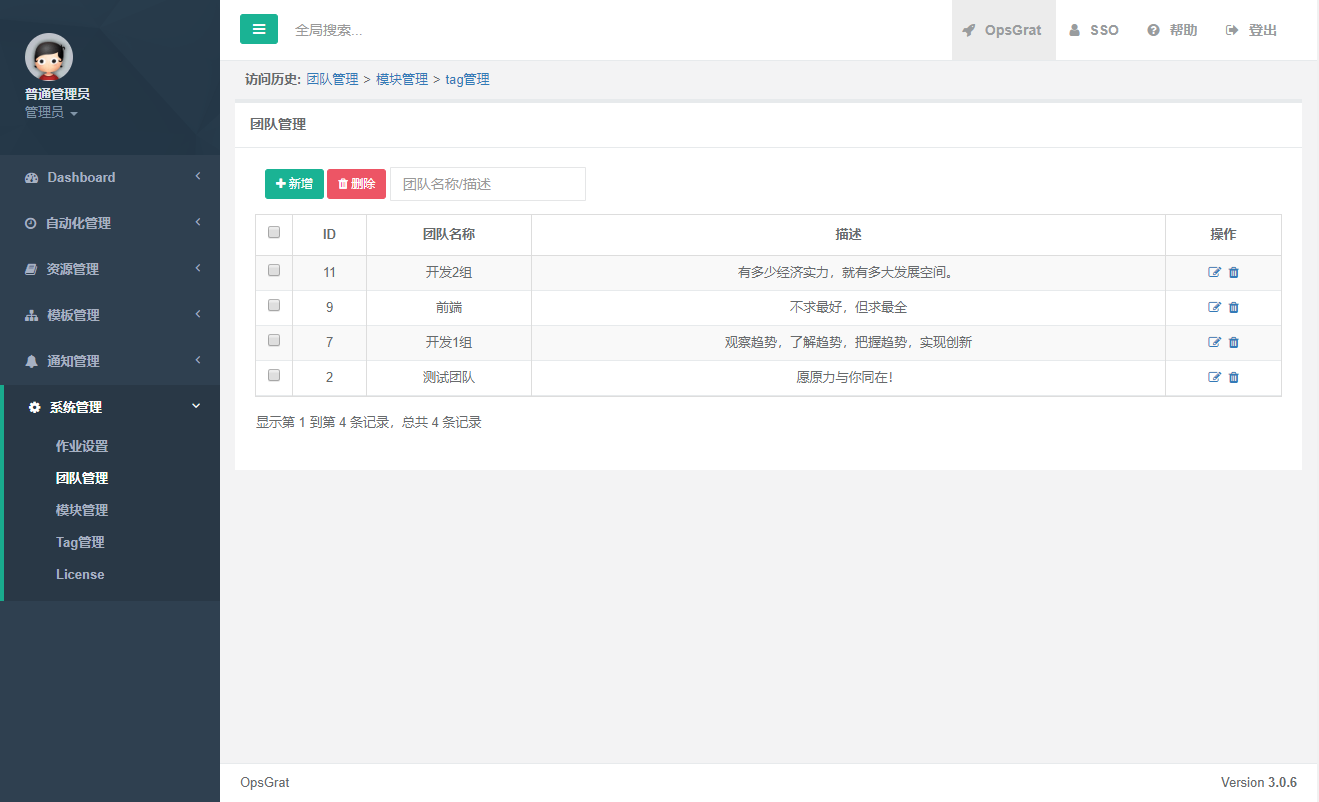 普通管理员
管理员
Dashboard
自动化管理
资源管理
模板管理
通知管理
系统管理
作业设置
团队管理
模块管理
Tag管理
License
全局搜索...
OpsGrat
SSO
帮助
登出
访问历史: 团队管理 > 模块管理 > tag管理
团队管理
新增 删除 团队名称/描述
ID 团队名称 描述 操作
11 开发2组 有多少经济实力，就有多大发展空间。
9 前端 不求最好，但求最全
7 开发1组 观察趋势，了解趋势，把握趋势，实现创新
2 测试团队 愿原力与你同在！
显示第 1 到第 4 条记录，总共 4 条记录
OpsGrat
Version 3.0.6